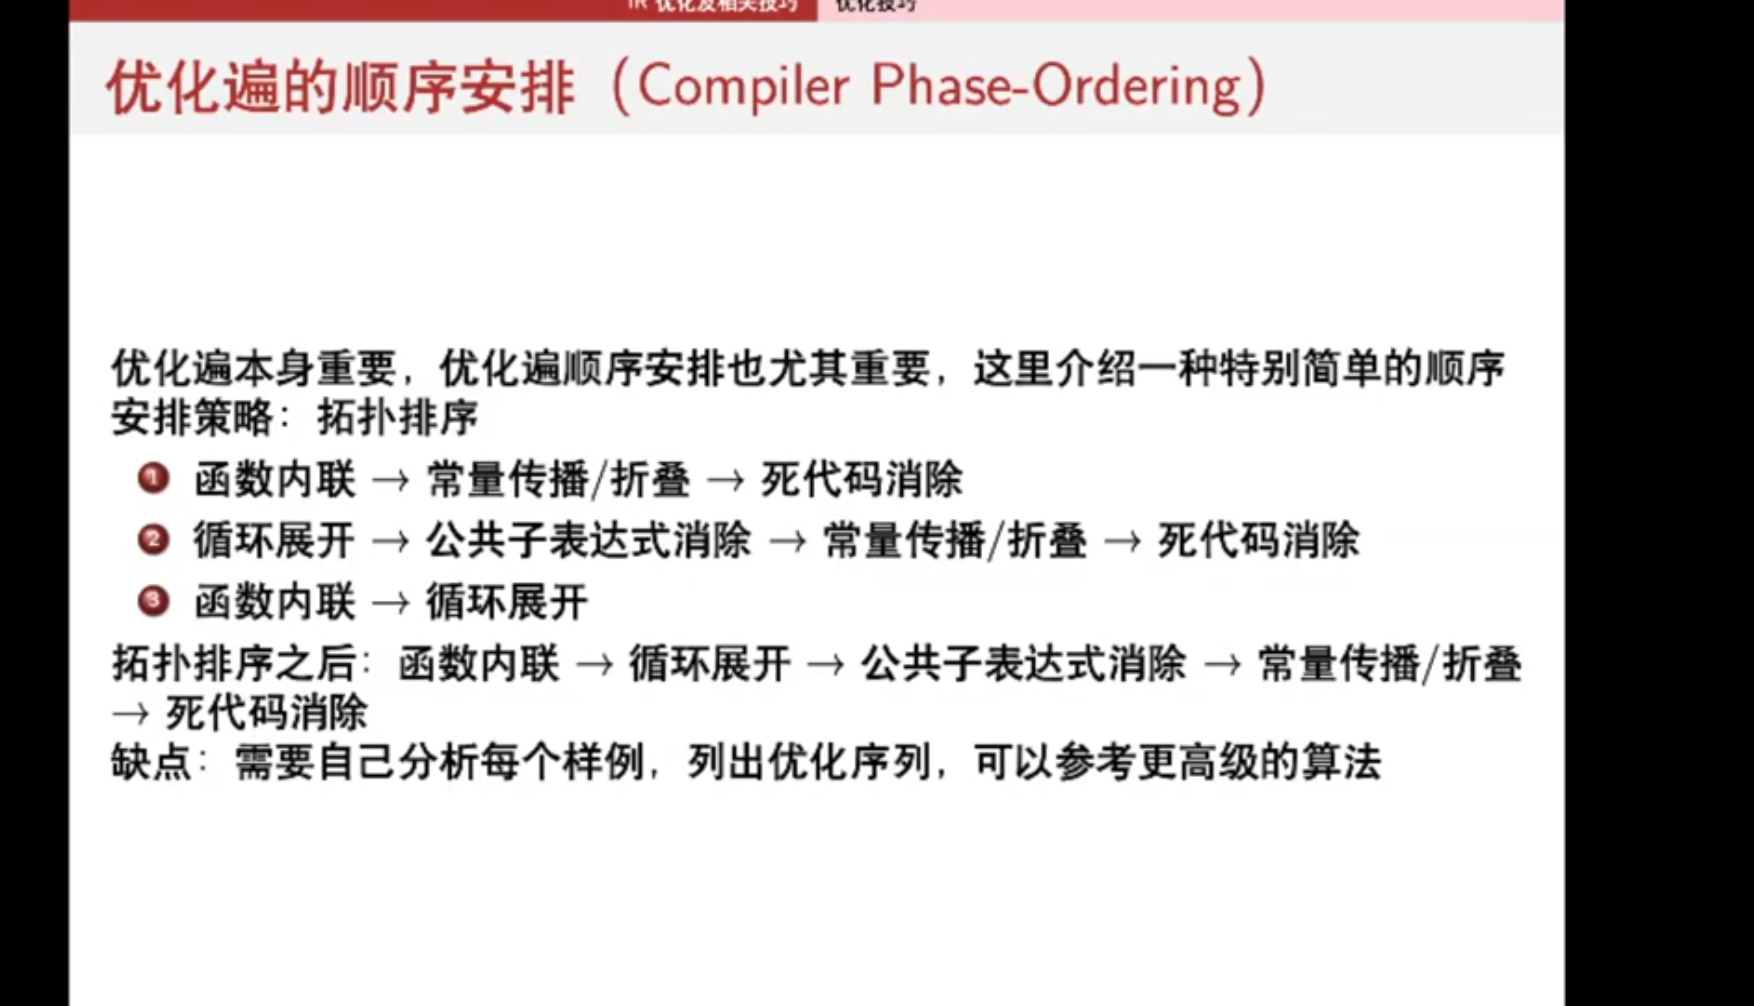 IR 优化及相关技巧 优化技巧
优化遍的顺序安排（Compiler Phase-Ordering）
优化遍本身重要，优化遍顺序安排也尤其重要，这里介绍一种特别简单的顺序
安排策略：拓扑排序
1 函数内联 → 常量传播/折叠 → 死代码消除
2 循环展开 → 公共子表达式消除 → 常量传播/折叠 → 死代码消除
3 函数内联 → 循环展开
拓扑排序之后：函数内联 → 循环展开 → 公共子表达式消除 → 常量传播/折叠
→ 死代码消除
缺点：需要自己分析每个样例，列出优化序列，可以参考更高级的算法